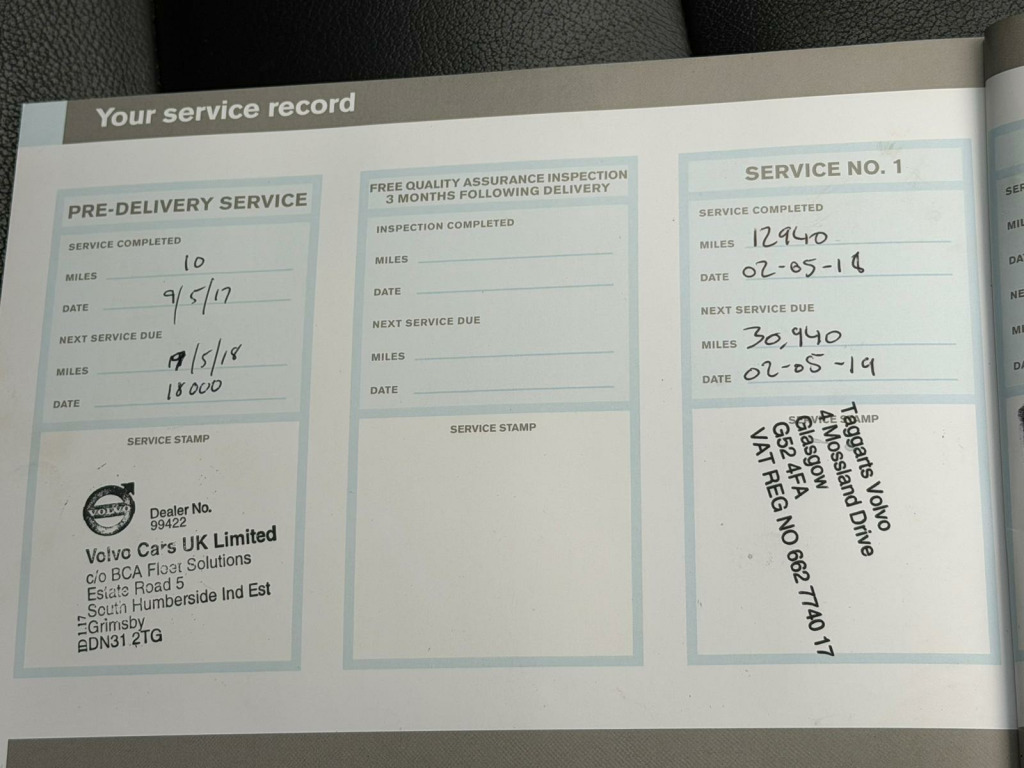 Your service record
PRE-DELIVERY SERVICE
SERVICE COMPLETED
MILES 10
DATE 9/5/17
NEXT SERVICE DUE
MILES 9/5/18
DATE 18000
SERVICE STAMP
VOLVO
Dealer No.
99422
Volvo Cars UK Limited
c/o BCA Fleet Solutions
Estate Road 5
South Humberside Ind Est
Grimsby
DN31 2TG
FREE QUALITY ASSURANCE INSPECTION
3 MONTHS FOLLOWING DELIVERY
INSPECTION COMPLETED
MILES
DATE
NEXT SERVICE DUE
MILES
DATE
SERVICE STAMP
SERVICE NO. 1
SERVICE COMPLETED
MILES 12940
DATE 02-05-18
NEXT SERVICE DUE
MILES 30,940
DATE 02-05-19
SERVICE STAMP
Taggarts Volvo
4 Mossland Drive
Glasgow
G52 4FA
VAT REG NO 662 7740 17